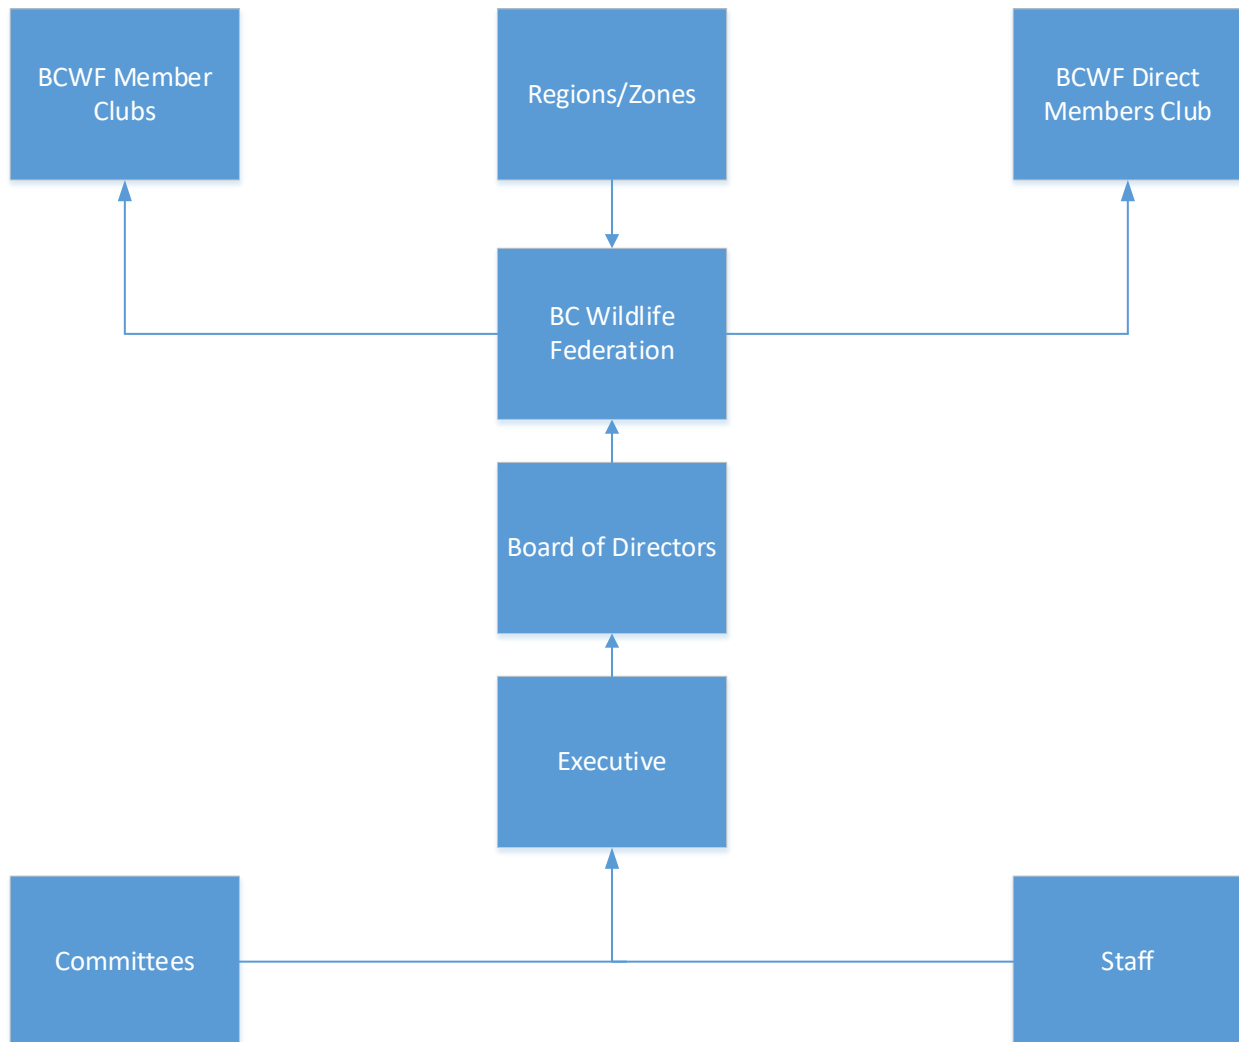 BCWF Member
Clubs
Regions/Zones
BCWF Direct
Members Club
BC Wildlife
Federation
Board of Directors
Executive
Committees
Staff